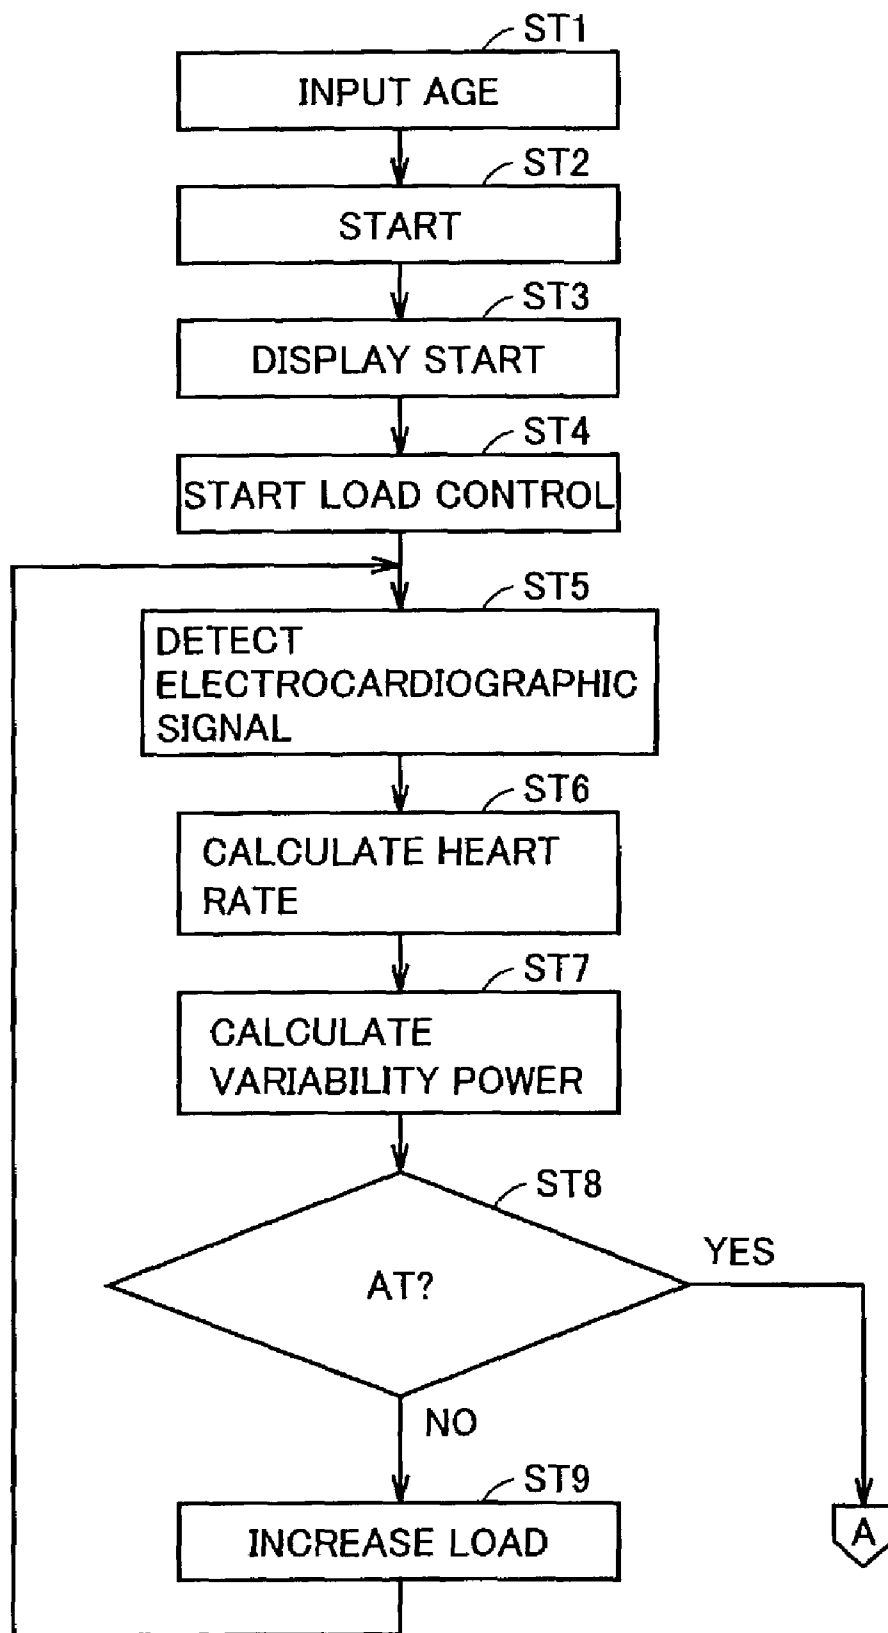 ST1
INPUT AGE
ST2
START
ST3
DISPLAY START
ST4
START LOAD CONTROL
ST5
DETECT
ELECTROCARDIOGRAPHIC
SIGNAL
ST6
CALCULATE HEART
RATE
ST7
CALCULATE
VARIABILITY POWER
ST8
AT?
YES
NO
ST9
INCREASE LOAD
A